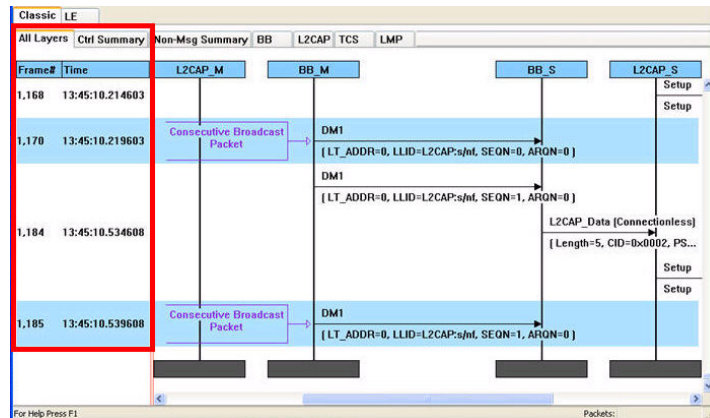 Classic LE
All Layers Ctrl Summary Non-Msg Summary BB L2CAP TCS LMP
Frame# Time L2CAP_M BB_M BB_S L2CAP_S
Setup
1,168 13:45:10.214603
Setup
Consecutive Broadcast Packet
DM1
1,170 13:45:10.219603
[ LT_ADDR=0, LLID=L2CAP:s/nf, SEQN=0, ARQN=0 ]
DM1
[ LT_ADDR=0, LLID=L2CAP:s/nf, SEQN=1, ARQN=0 ]
L2CAP_Data (Connectionless)
1,184 13:45:10.534608
[ Length=5, CID=0x0002, PS...
Setup
Setup
Consecutive Broadcast Packet
DM1
1,185 13:45:10.539608
[ LT_ADDR=0, LLID=L2CAP:s/nf, SEQN=1, ARQN=0 ]
For Help Press F1 Packets: